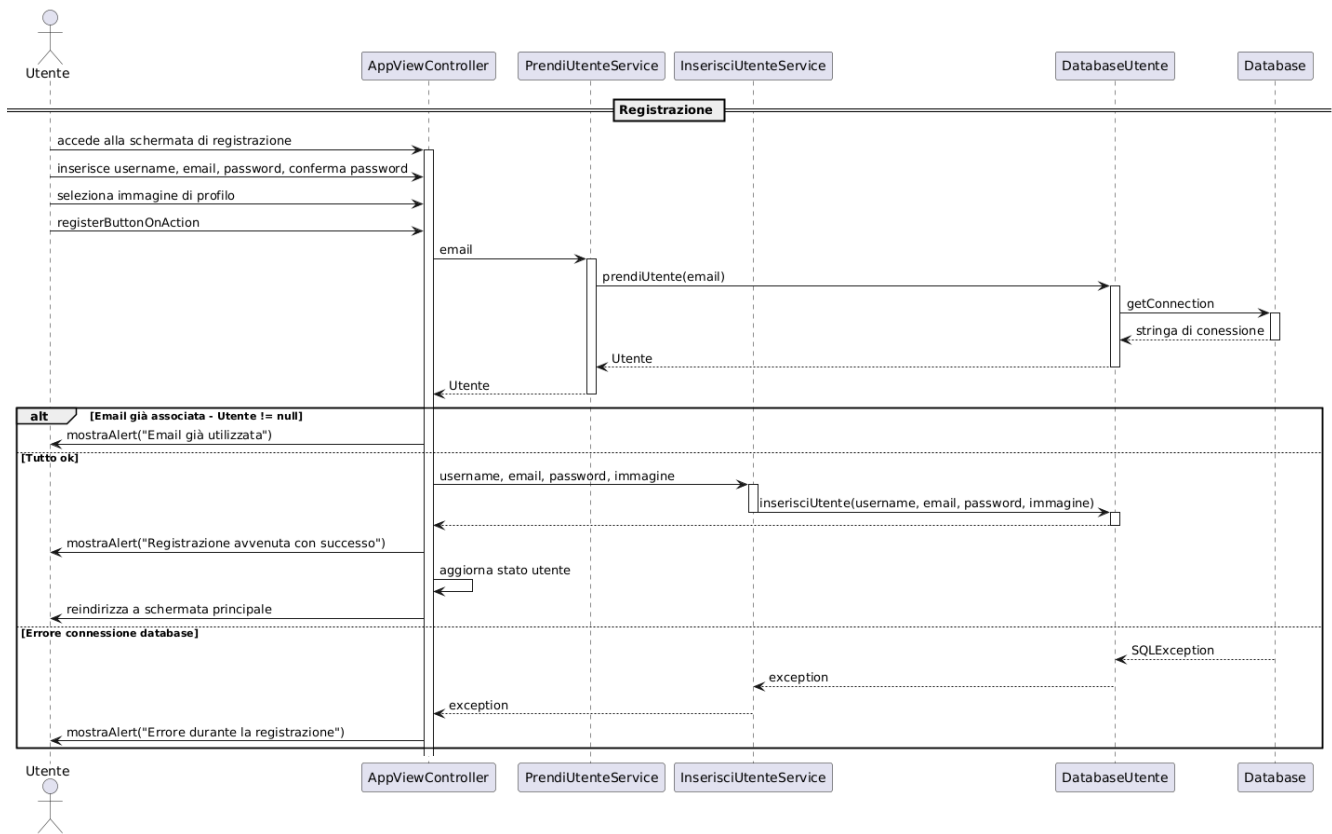 Utente
AppViewController
PrendiUtenteService
InserisciUtenteService
DatabaseUtente
Database
Registrazione
accede alla schermata di registrazione
inserisce username, email, password, conferma password
seleziona immagine di profilo
registerButtonOnAction
email
prendiUtente(email)
getConnection
stringa di conessione
Utente
Utente
alt [Email già associata - Utente != null]
mostraAlert("Email già utilizzata")
[Tutto ok]
username, email, password, immagine
inserisciUtente(username, email, password, immagine)
mostraAlert("Registrazione avvenuta con successo")
aggiorna stato utente
reindirizza a schermata principale
[Errore connessione database]
SQLException
exception
exception
mostraAlert("Errore durante la registrazione")
Utente
AppViewController
PrendiUtenteService
InserisciUtenteService
DatabaseUtente
Database